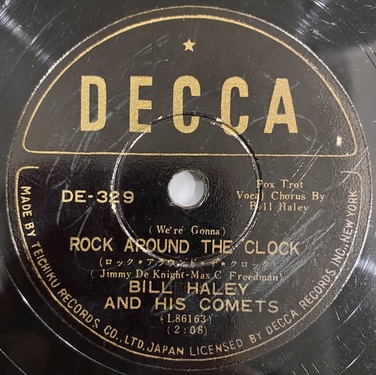 DECCA
DE-329
Fox Trot
Vocal Chorus By
Bill Haley
(We're Gonna)
ROCK AROUND THE CLOCK
(ロック・アラウンド・ザ・クロック)
(Jimmy De Knight-Max C Freedman)
BILL HALEY
AND HIS COMETS
(L86163)
(2:08)
MADE BY TEICHIKU RECORDS CO., LTD. JAPAN LICENSED BY DECCA RECORDS INC.-NEW YORK